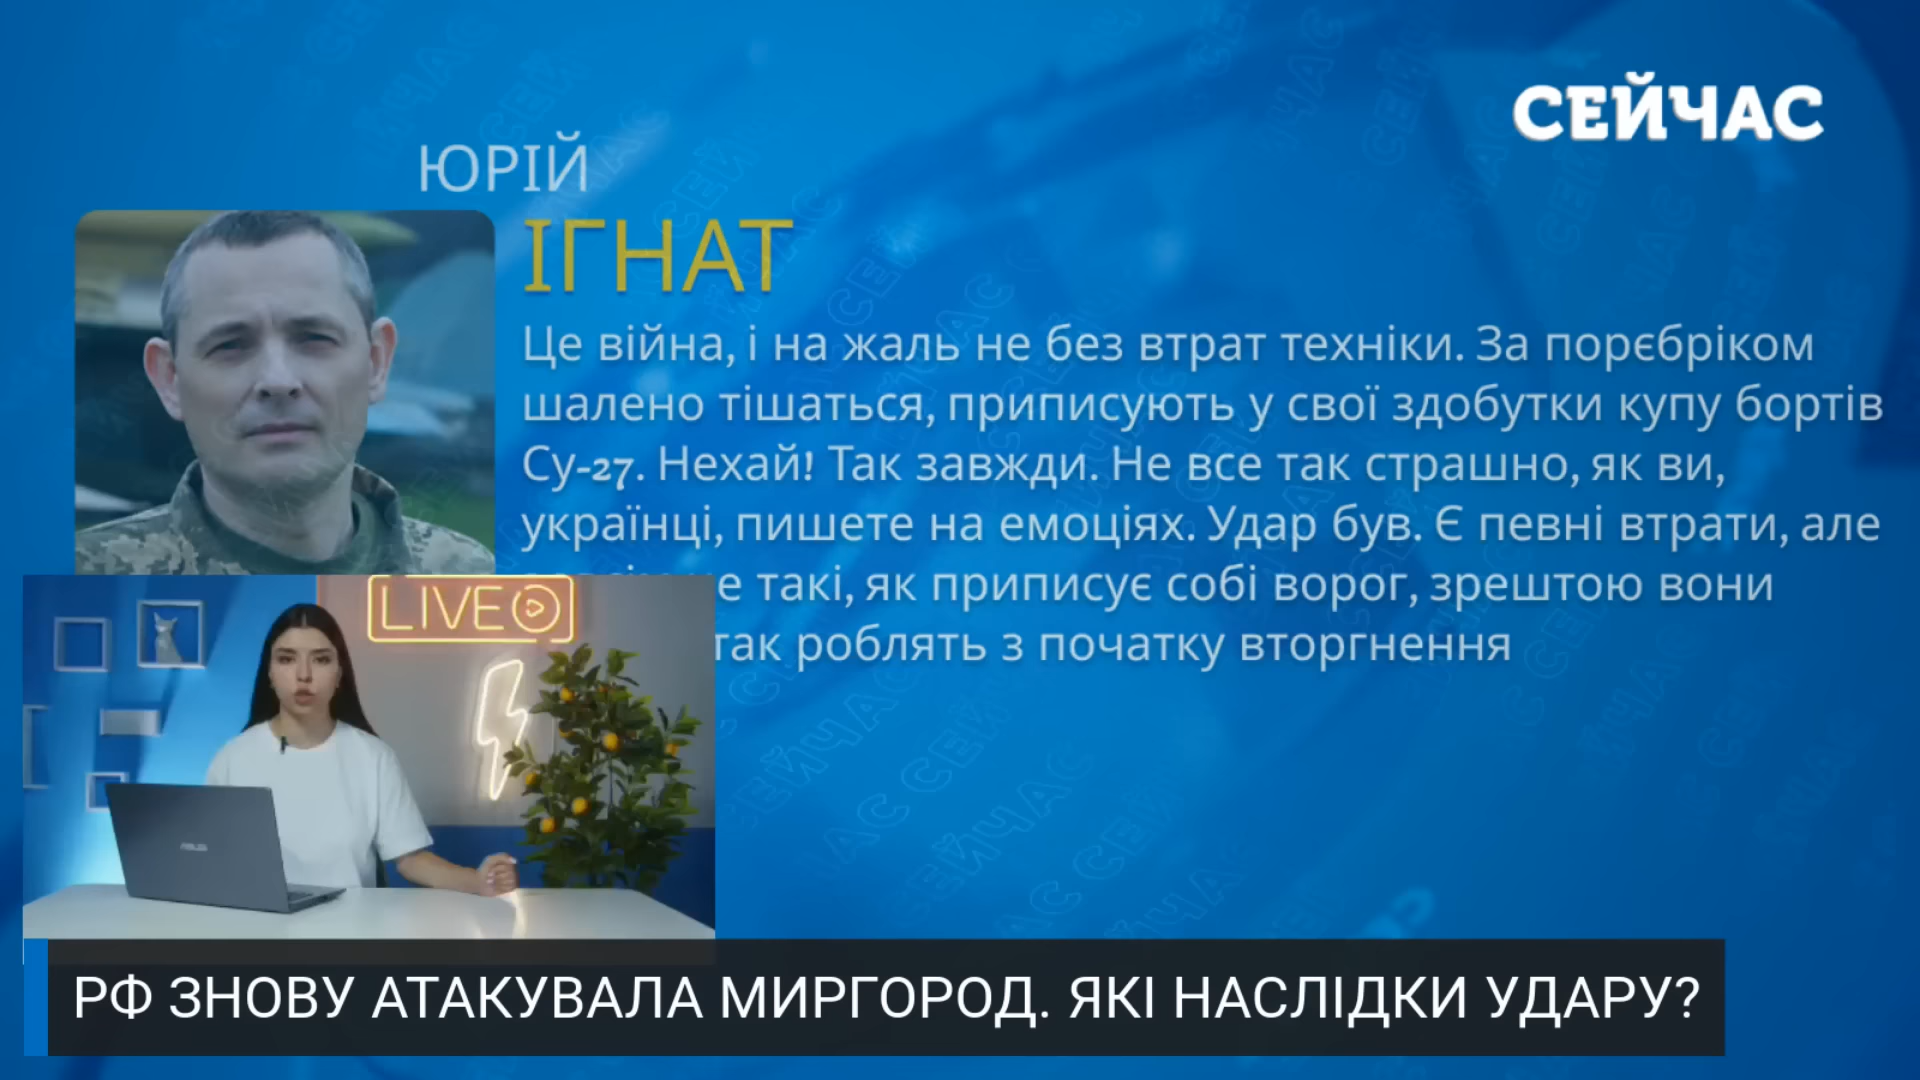 СЕЙЧАС
ЮРІЙ
ІГНАТ
Це війна, і на жаль не без втрат техніки. За порєбріком
шалено тішаться, приписують у свої здобутки купу бортів
Су-27. Нехай! Так завжди. Не все так страшно, як ви,
українці, пишете на емоціях. Удар був. Є певні втрати, але
такі, як приписує собі ворог, зрештою вони
так роблять з початку вторгнення
LIVE
ASUS
РФ ЗНОВУ АТАКУВАЛА МИРГОРОД. ЯКІ НАСЛІДКИ УДАРУ?